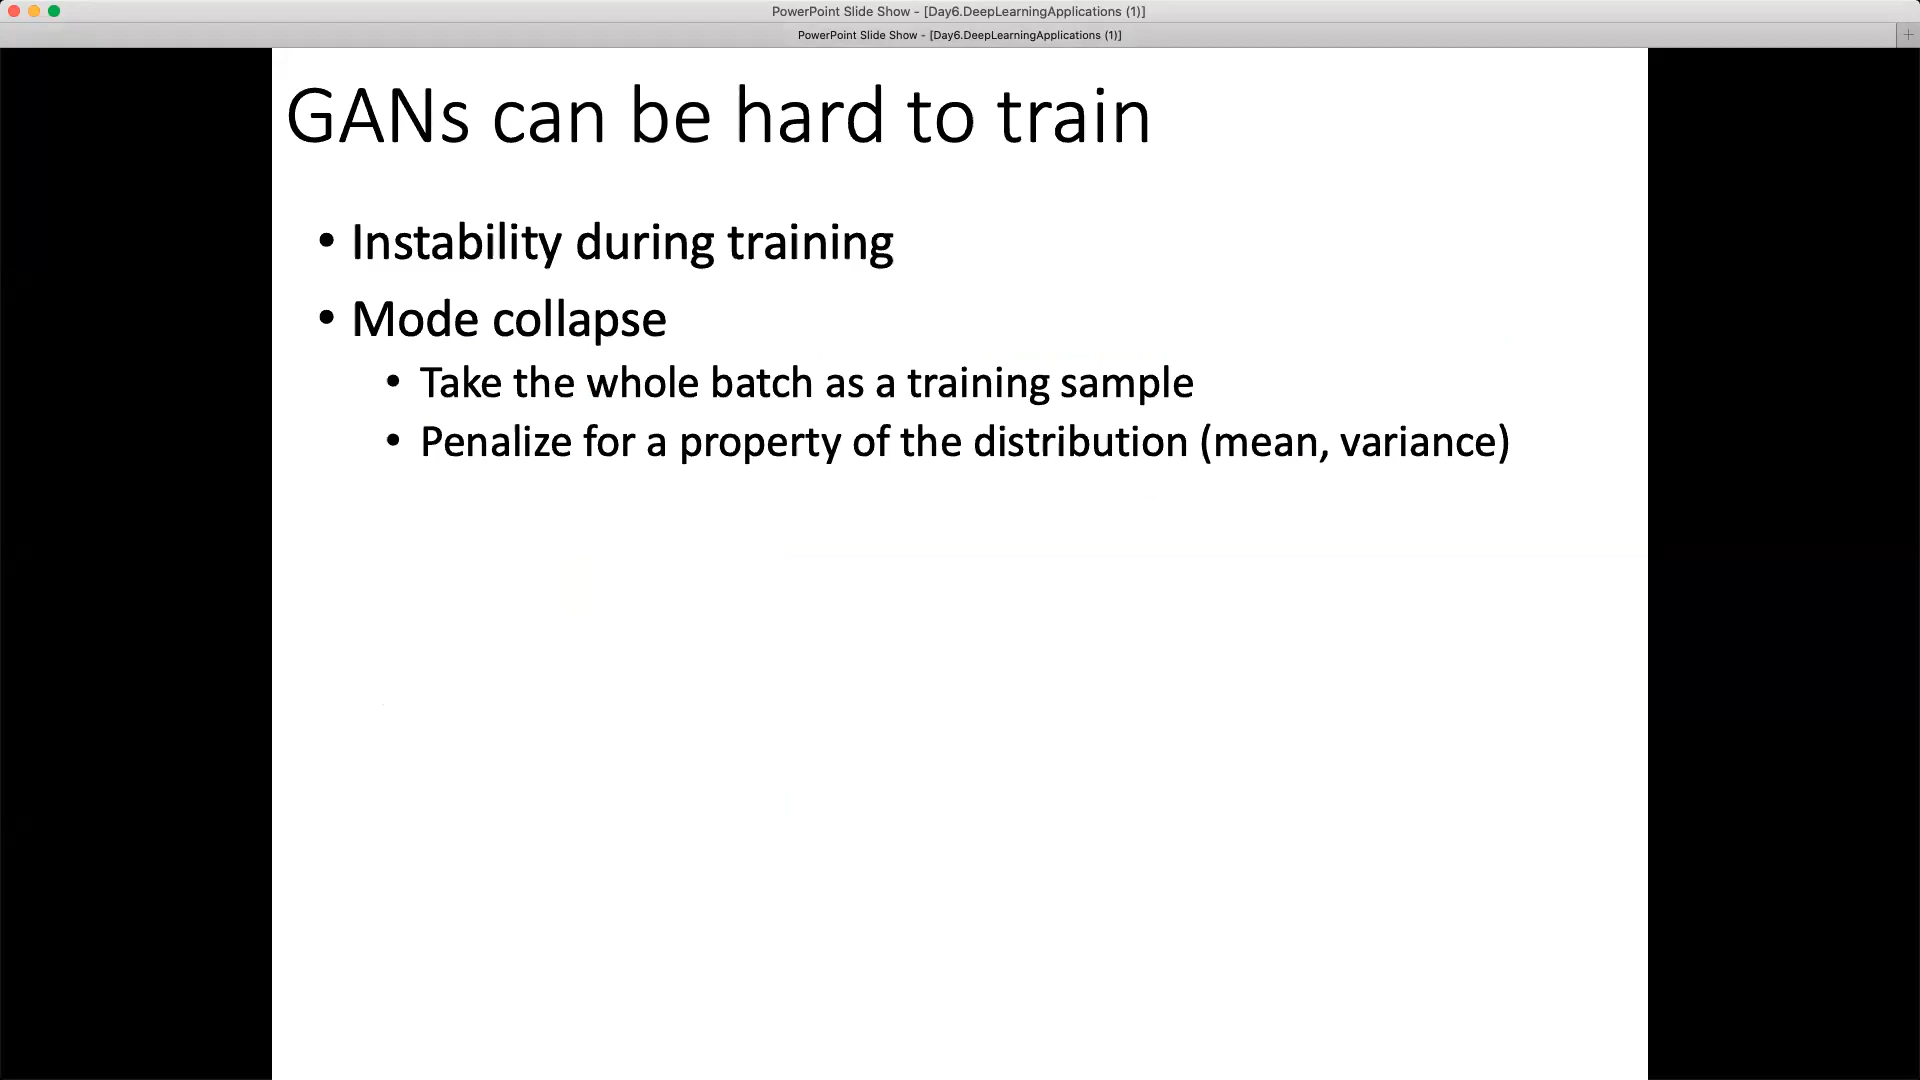 PowerPoint Slide Show - [Day6.DeepLearningApplications (1)]
PowerPoint Slide Show - [Day6.DeepLearningApplications (1)]
GANs can be hard to train
• Instability during training
• Mode collapse
• Take the whole batch as a training sample
• Penalize for a property of the distribution (mean, variance)